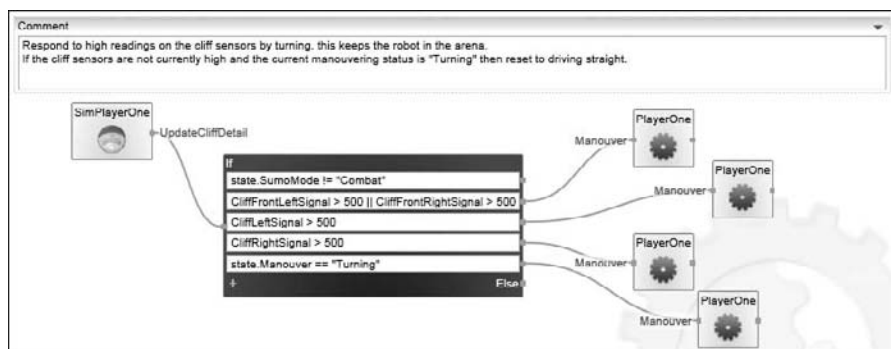 Comment
Respond to high readings on the cliff sensors by turning. this keeps the robot in the arena.
If the cliff sensors are not currently high and the current manouvering status is "Turning" then reset to driving straight.
SimPlayerOne
UpdateCliffDetail
If
state.SumoMode != "Combat"
CliffFrontLeftSignal > 500 || CliffFrontRightSignal > 500
CliffLeftSignal > 500
CliffRightSignal > 500
state.Manouver == "Turning"
+ Else
PlayerOne
Manouver
PlayerOne
Manouver
PlayerOne
Manouver
PlayerOne
Manouver